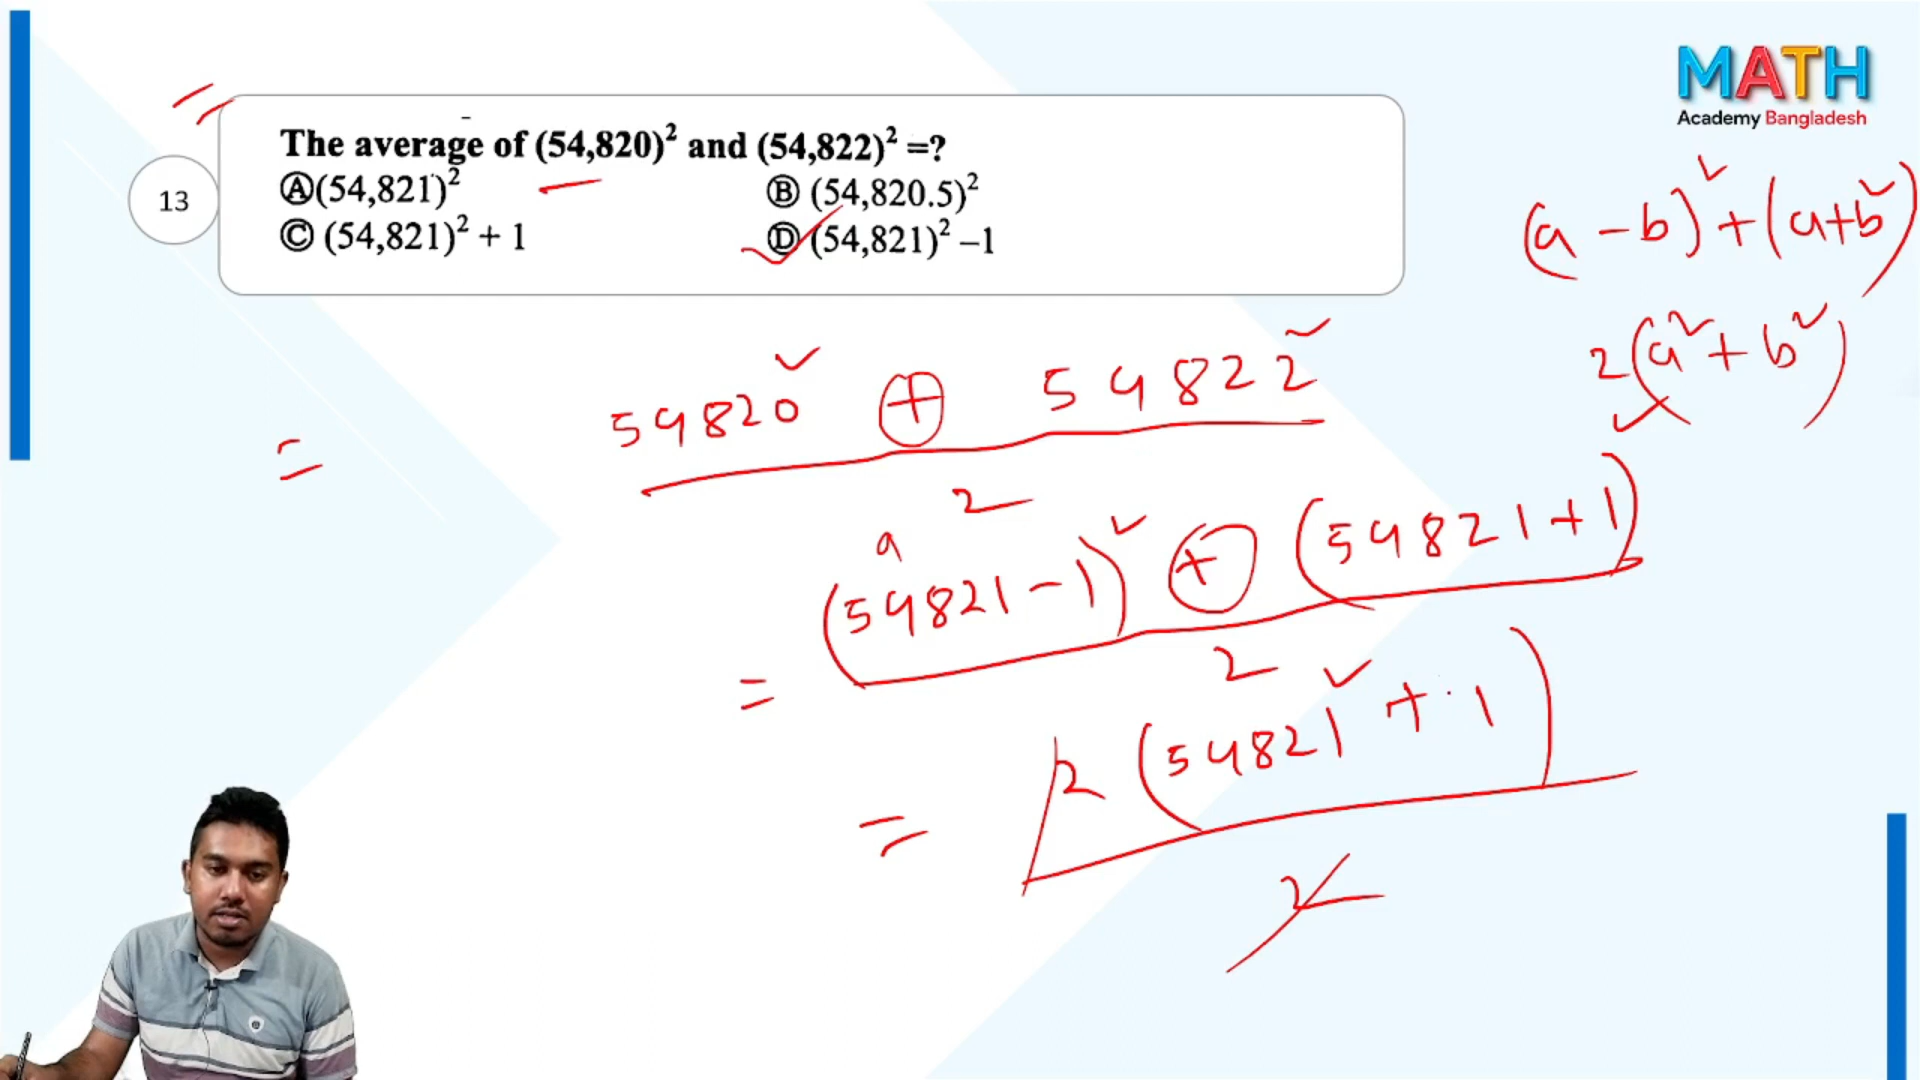 MATH
Academy Bangladesh
13
The average of (54,820)² and (54,822)² =?
Ⓐ(54,821)² Ⓑ (54,820.5)²
Ⓒ (54,821)² + 1 Ⓓ (54,821)² –1
(a - b)² + (a+b²)
2(a² + b²)
= 54820² + 54822²
2
a
= (54821-1)² + (54821+1)
2
= 2(54821² + 1)
2